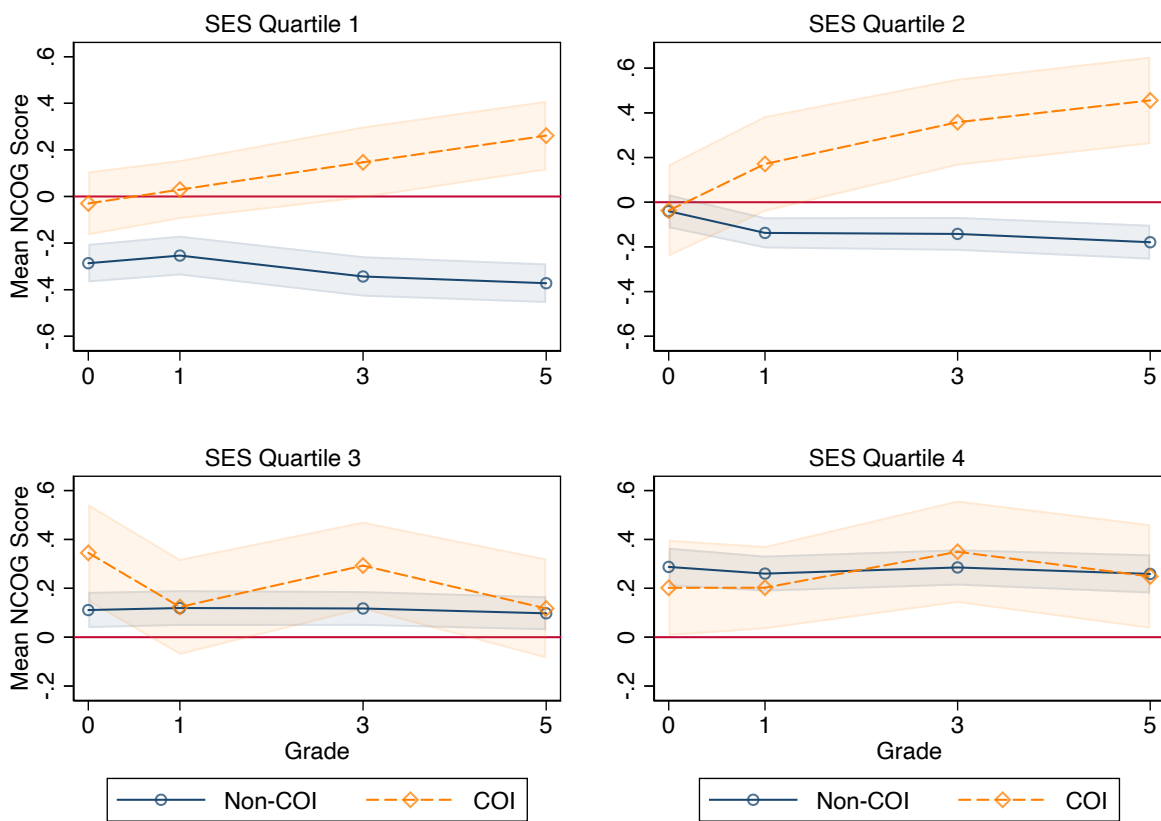 SES Quartile 1
SES Quartile 2
Mean NCOG Score
.6
.4
.2
0
-.2
-.4
-.6
0 1 3 5
.6
.4
.2
0
-.2
-.4
-.6
0 1 3 5
SES Quartile 3
SES Quartile 4
Mean NCOG Score
.6
.4
.2
0
-.2
0 1 3 5
Grade
.6
.4
.2
0
-.2
0 1 3 5
Grade
Non-COI COI
Non-COI COI